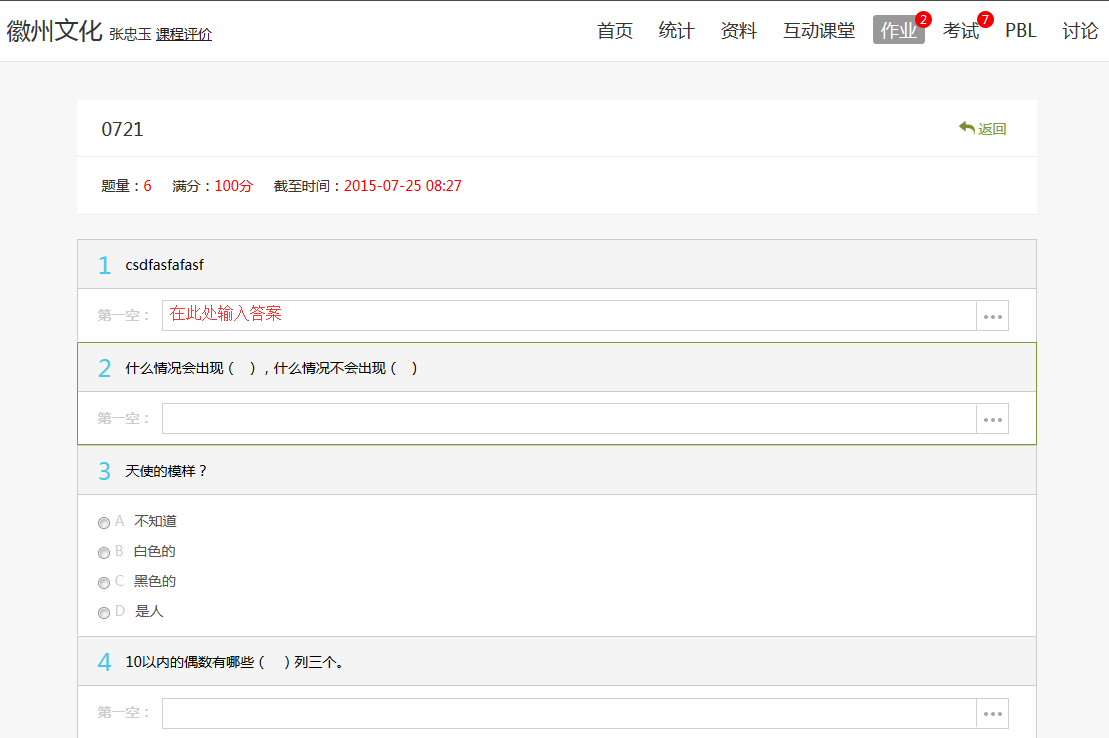 徽州文化 张忠玉 课程评价 首页 统计 资料 互动课堂 作业 2 考试 7 PBL 讨论
0721 返回
题量：6 满分：100分 截至时间：2015-07-25 08:27
1 csdfasfafasf
第一空： 在此处输入答案
2 什么情况会出现（ ），什么情况不会出现（ ）
第一空：
3 天使的模样？
A 不知道
B 白色的
C 黑色的
D 是人
4 10以内的偶数有哪些（ ）列三个。
第一空：